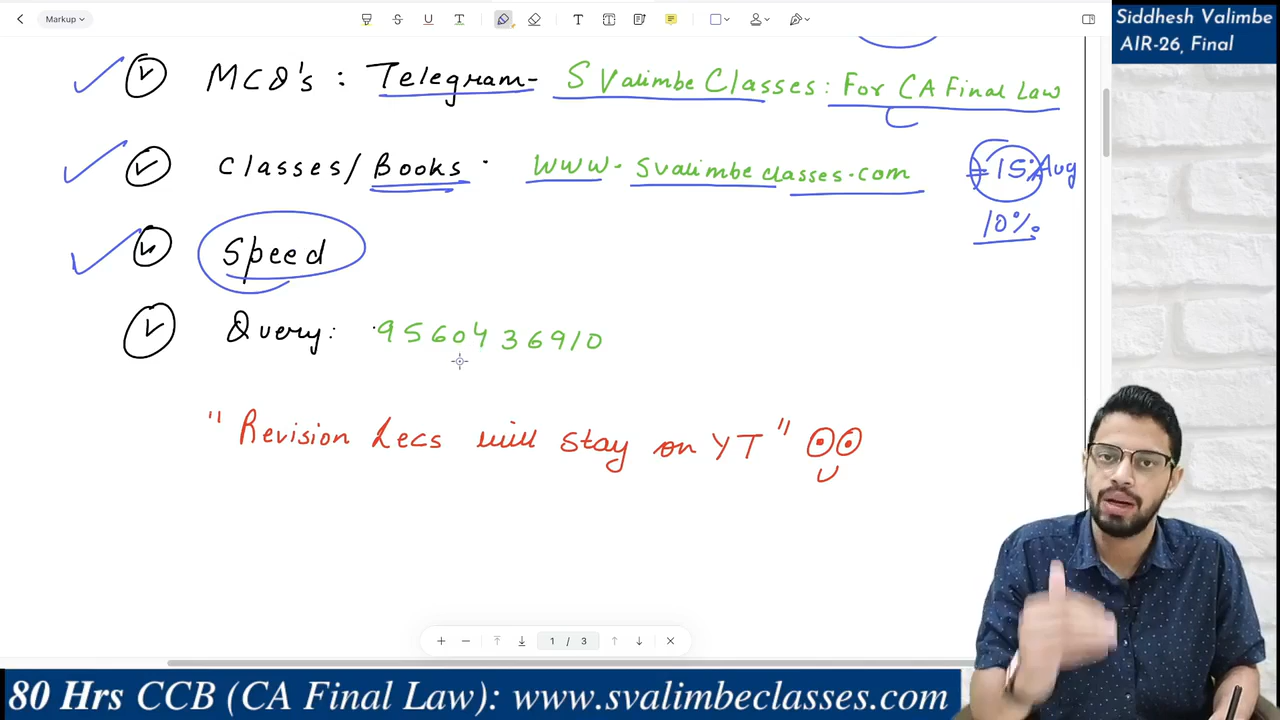 Markup
Siddhesh Valimbe
AIR-26, Final
MCQ's : Telegram- S Valimbe Classes: For CA Final Law
Classes/Books · www.svalimbeclasses.com 15 Aug
10%
Speed
Query: 9560436910
"Revision Lecs will stay on YT"
1 / 3
80 Hrs CCB (CA Final Law): www.svalimbeclasses.com